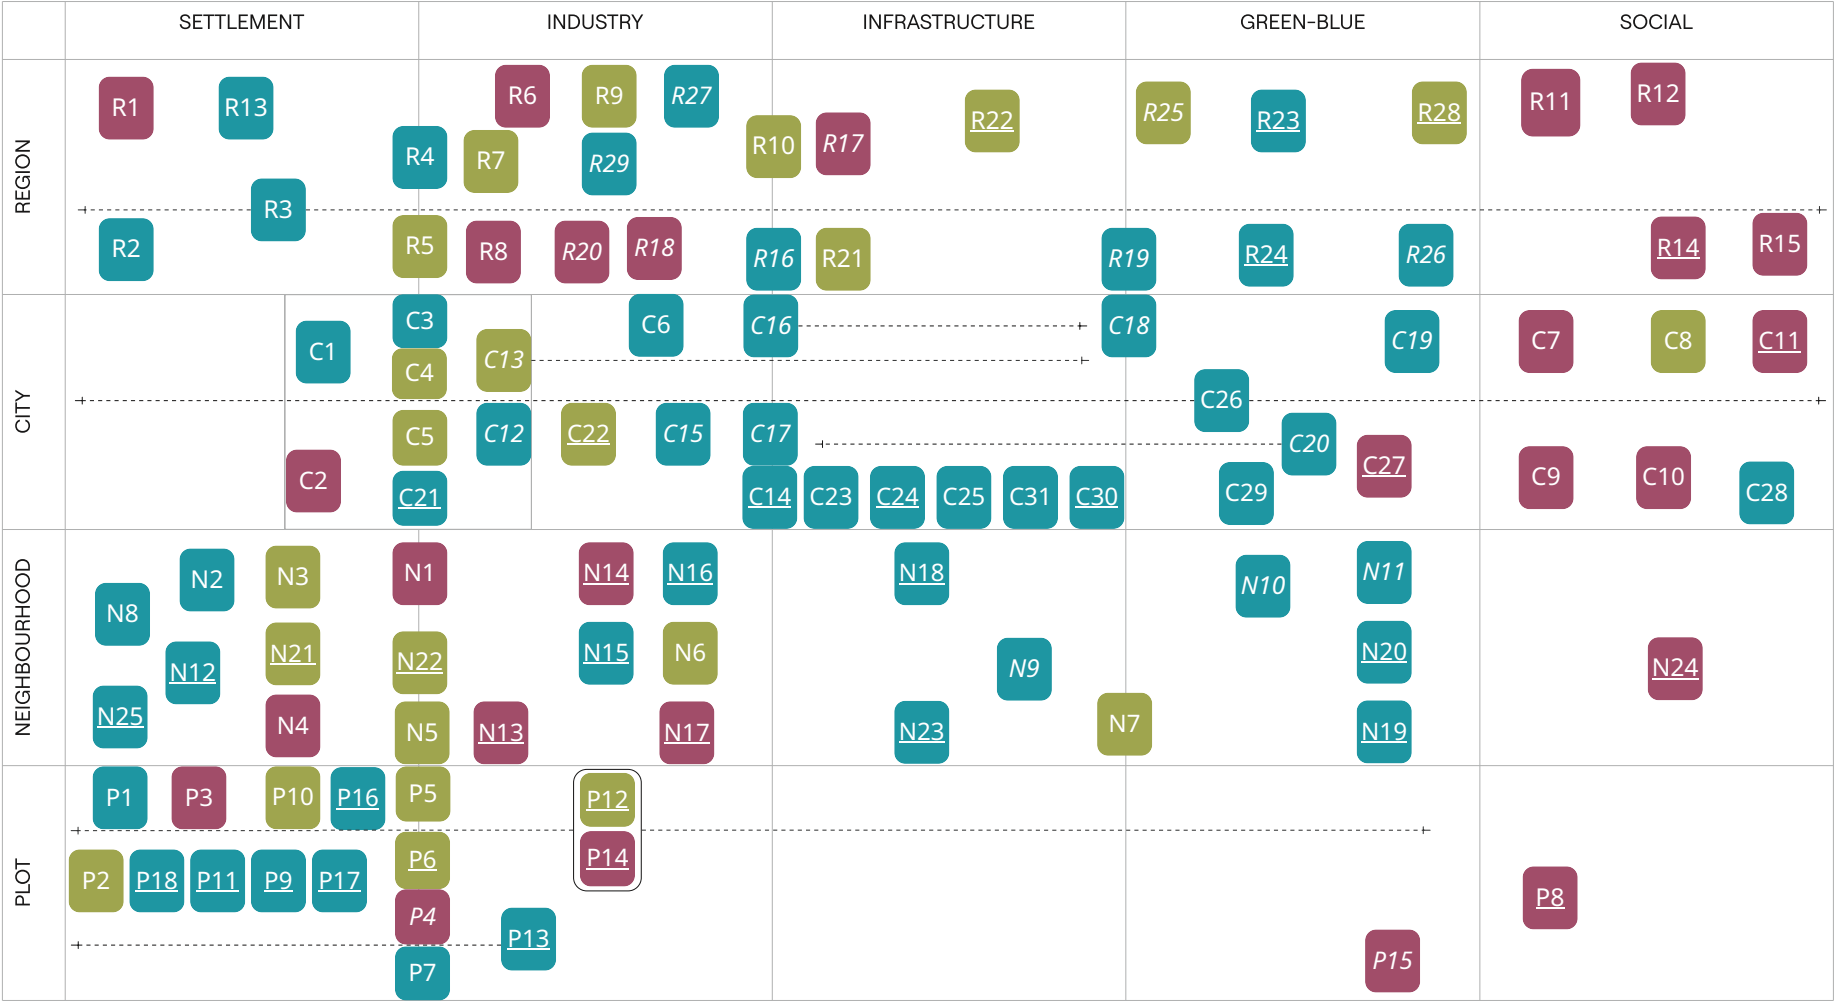 SETTLEMENT INDUSTRY INFRASTRUCTURE GREEN-BLUE SOCIAL
REGION
R1 R13 R6 R9 R27 R22 R25 R23 R28 R11 R12
R4 R7 R29 R10 R17
R3
R2 R5 R8 R20 R18 R16 R21 R19 R24 R26 R14 R15
CITY
C1 C3 C6 C16 C18 C19 C7 C8 C11
C4 C13
C26
C5 C12 C22 C15 C17 C20 C27
C2 C21 C14 C23 C24 C25 C31 C30 C29 C9 C10 C28
NEIGHBOURHOOD
N8 N2 N3 N1 N14 N16 N18 N10 N11
N12 N21 N22 N15 N6 N9 N20 N24
N25 N4 N5 N13 N17 N23 N7 N19
PLOT
P1 P3 P10 P16 P5 P12
P2 P18 P11 P9 P17 P6 P14 P8
P4 P13
P7 P15